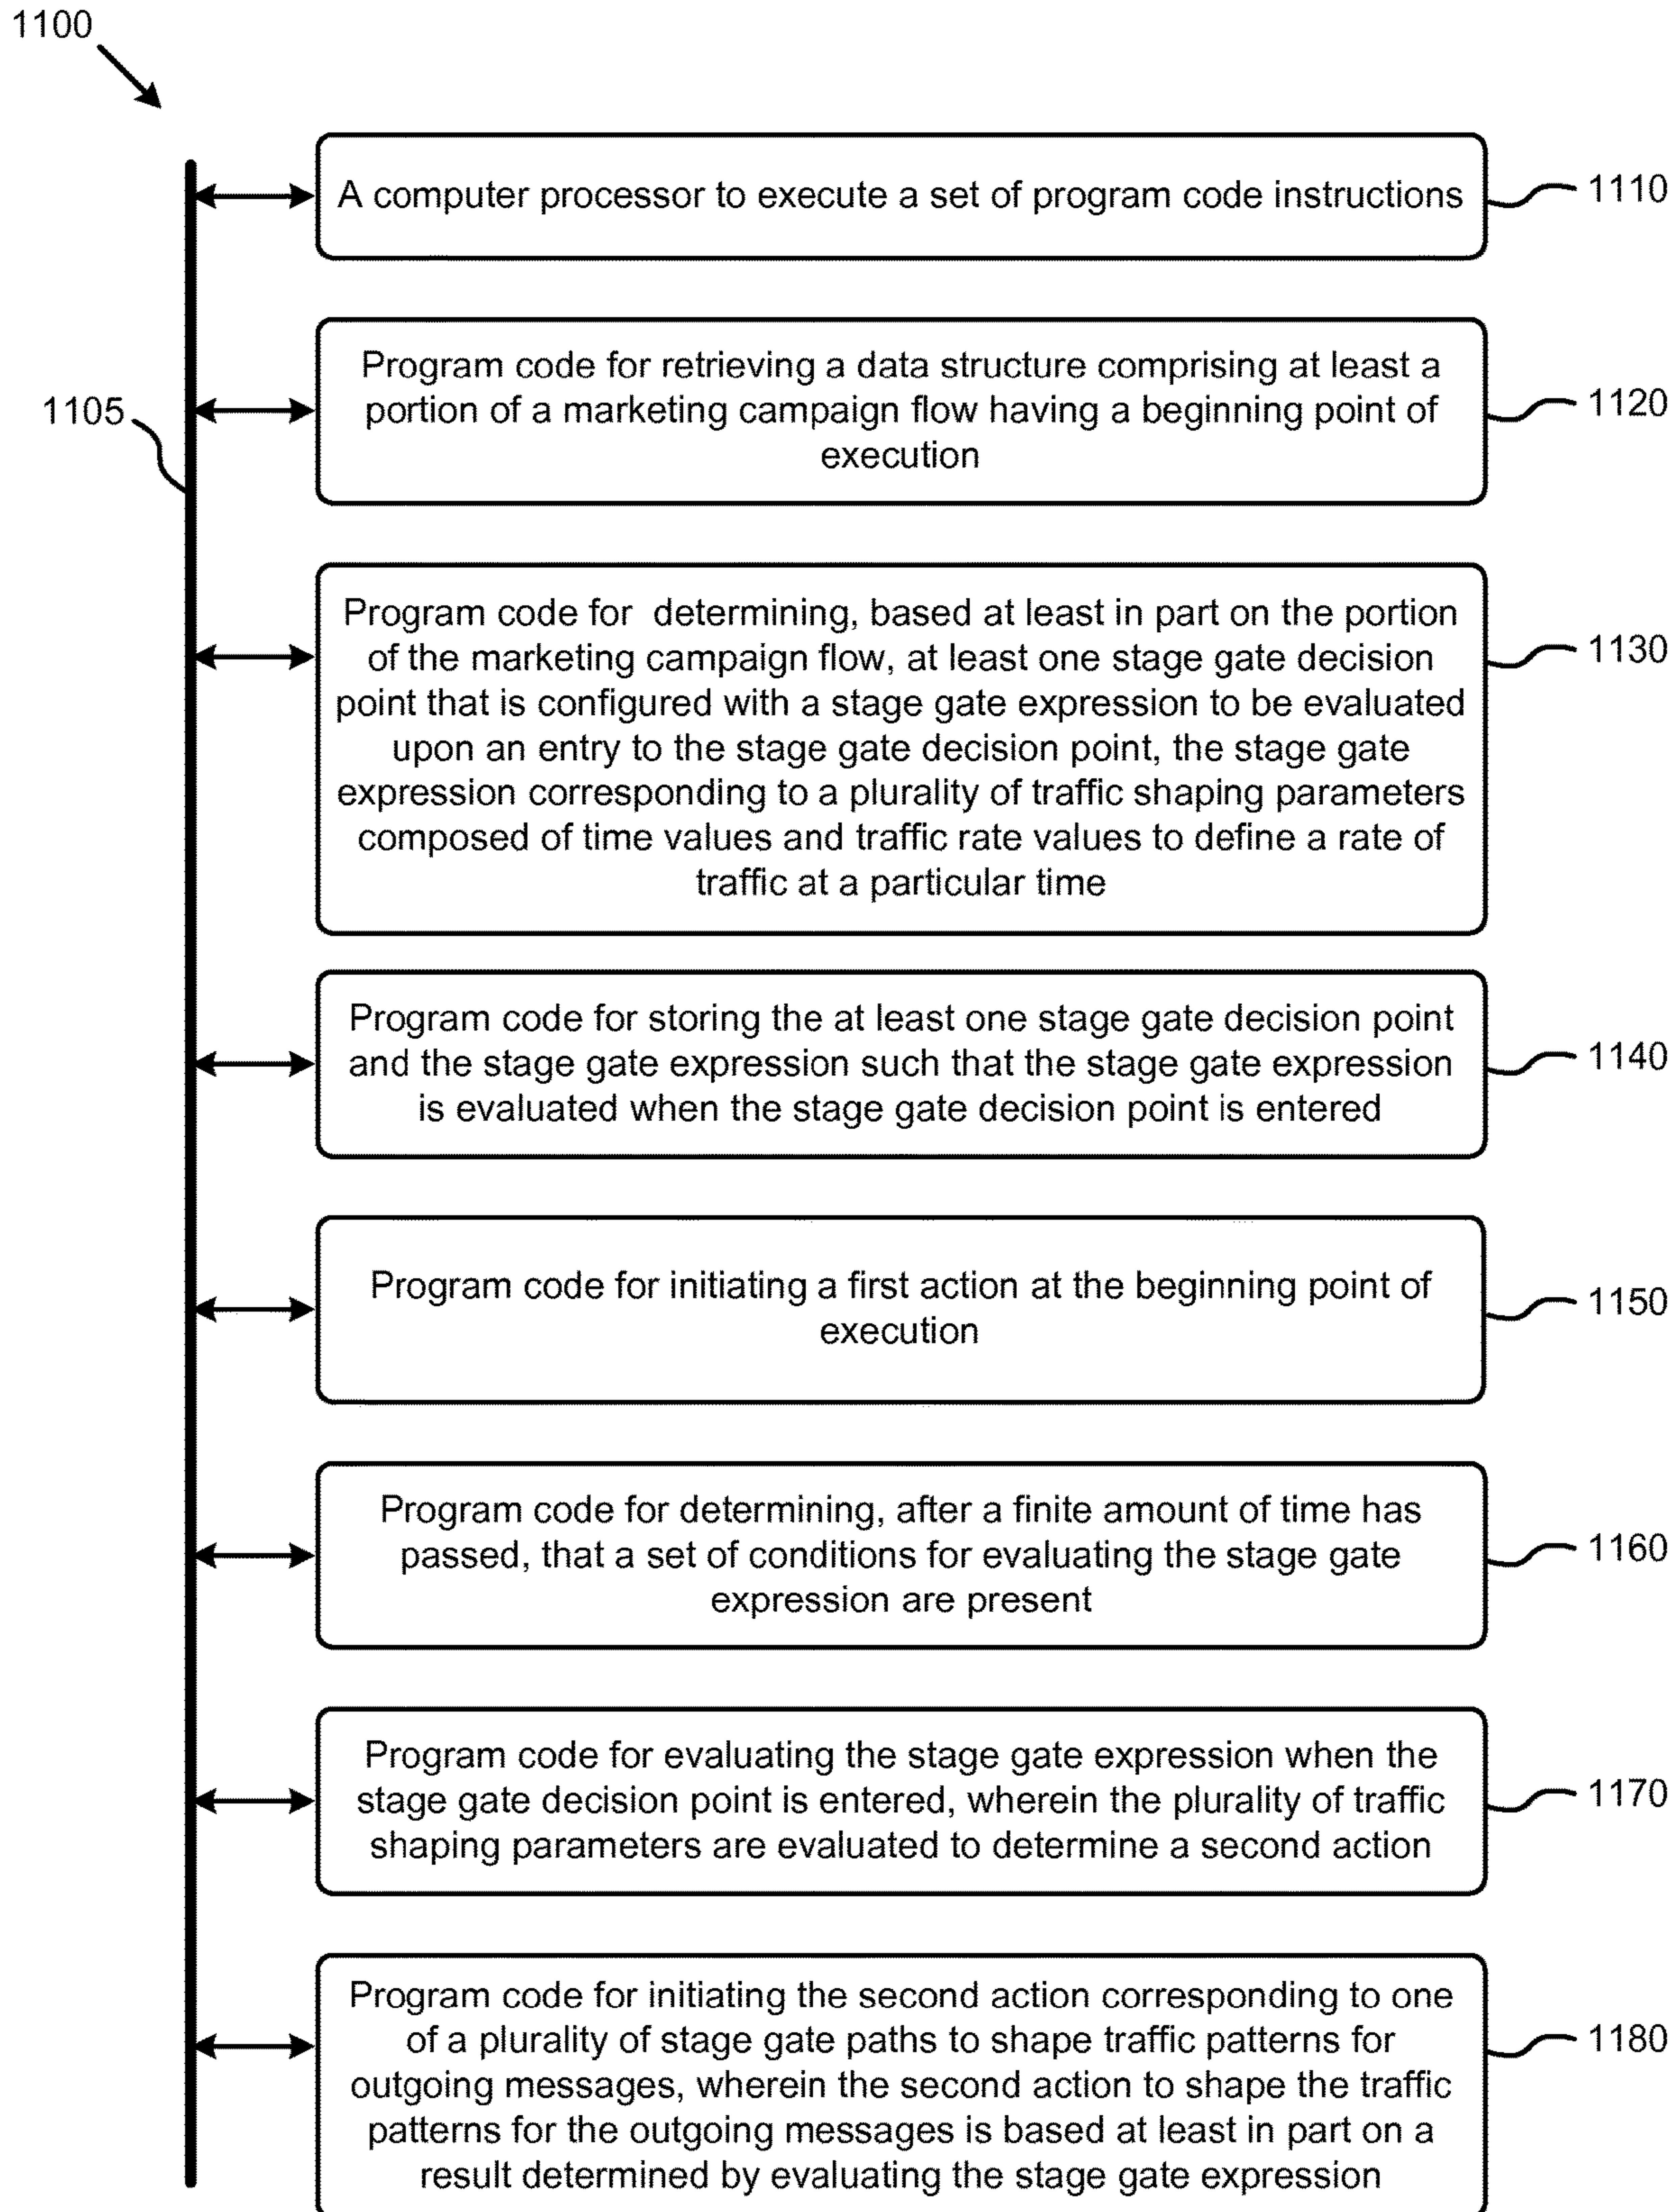 1100
A computer processor to execute a set of program code instructions
1110
Program code for retrieving a data structure comprising at least a
portion of a marketing campaign flow having a beginning point of
execution
1120
1105
Program code for  determining, based at least in part on the portion
of the marketing campaign flow, at least one stage gate decision
point that is configured with a stage gate expression to be evaluated
upon an entry to the stage gate decision point, the stage gate
expression corresponding to a plurality of traffic shaping parameters
composed of time values and traffic rate values to define a rate of
traffic at a particular time
1130
Program code for storing the at least one stage gate decision point
and the stage gate expression such that the stage gate expression
is evaluated when the stage gate decision point is entered
1140
Program code for initiating a first action at the beginning point of
execution
1150
Program code for determining, after a finite amount of time has
passed, that a set of conditions for evaluating the stage gate
expression are present
1160
Program code for evaluating the stage gate expression when the
stage gate decision point is entered, wherein the plurality of traffic
shaping parameters are evaluated to determine a second action
1170
Program code for initiating the second action corresponding to one
of a plurality of stage gate paths to shape traffic patterns for
outgoing messages, wherein the second action to shape the traffic
patterns for the outgoing messages is based at least in part on a
result determined by evaluating the stage gate expression
1180